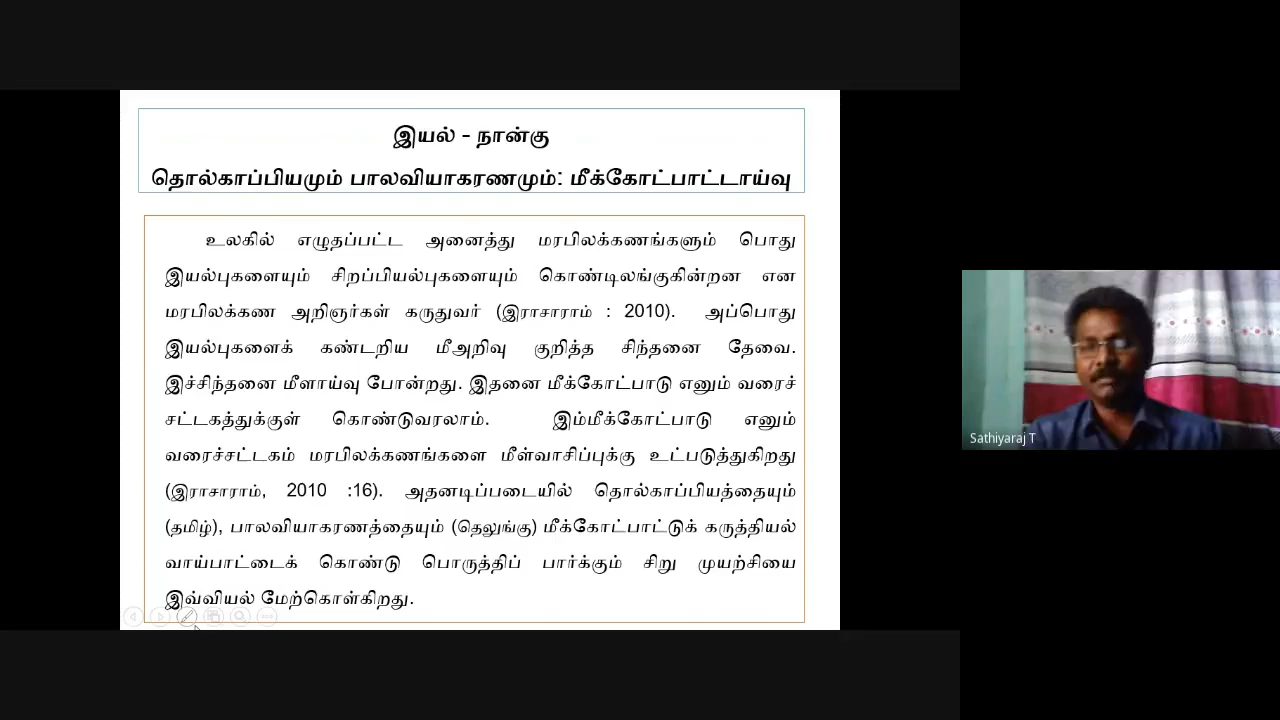 இயல் - நான்கு
தொல்காப்பியமும் பாலவியாகரணமும்: மீக்கோட்பாட்டாய்வு
உலகில் எழுதப்பட்ட அனைத்து மரபிலக்கணங்களும் பொது
இயல்புகளையும் சிறப்பியல்புகளையும் கொண்டிலங்குகின்றன என
மரபிலக்கண அறிஞர்கள் கருதுவர் (இராசாராம் : 2010). அப்பொது
இயல்புகளைக் கண்டறிய மீஅறிவு குறித்த சிந்தனை தேவை.
இச்சிந்தனை மீளாய்வு போன்றது. இதனை மீக்கோட்பாடு எனும் வரைச்
சட்டகத்துக்குள் கொண்டுவரலாம். இம்மீக்கோட்பாடு எனும்
வரைச்சட்டகம் மரபிலக்கணங்களை மீள்வாசிப்புக்கு உட்படுத்துகிறது
(இராசாராம், 2010 :16). அதனடிப்படையில் தொல்காப்பியத்தையும்
(தமிழ்), பாலவியாகரணத்தையும் (தெலுங்கு) மீக்கோட்பாட்டுக் கருத்தியல்
வாய்பாட்டைக் கொண்டு பொருத்திப் பார்க்கும் சிறு முயற்சியை
இவ்வியல் மேற்கொள்கிறது.
Sathiyaraj T